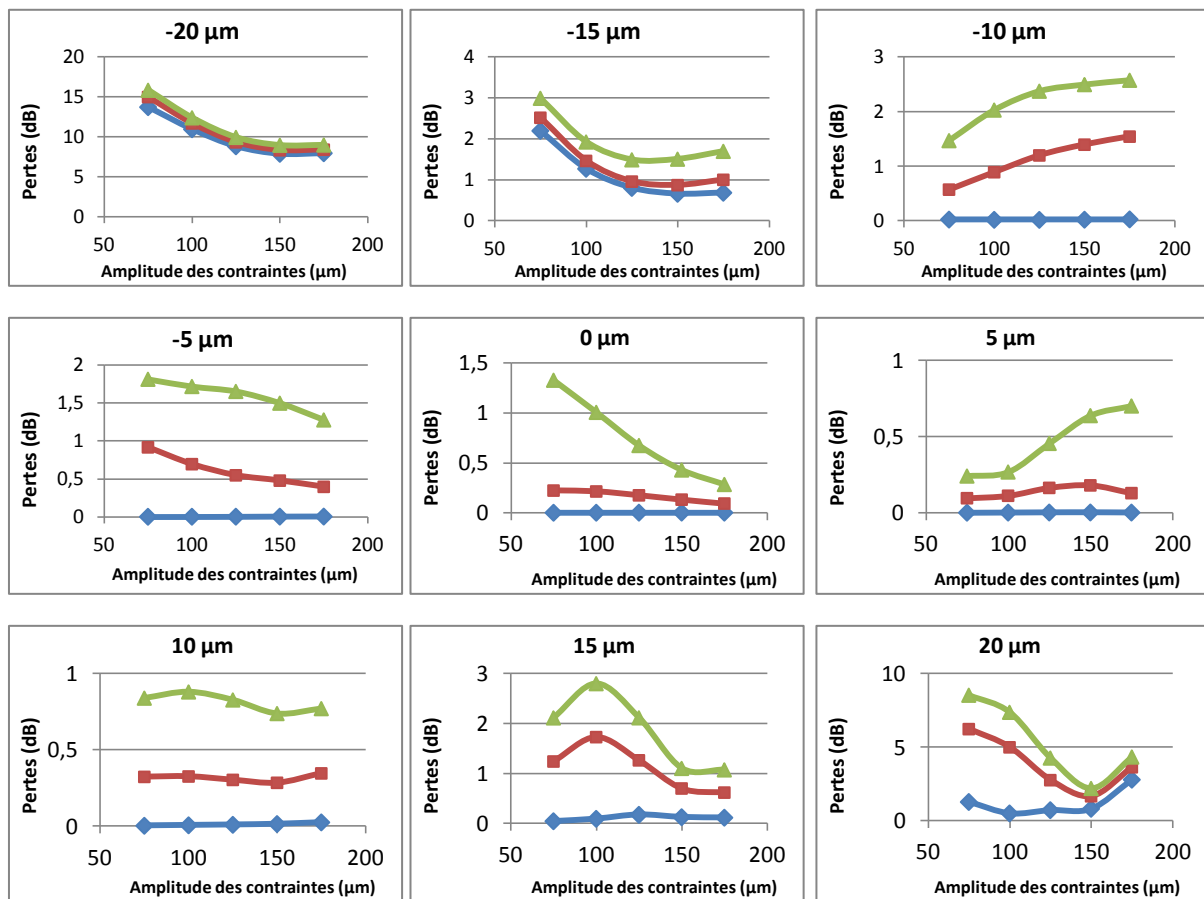 -20 µm
20
15
10
5
0
Pertes (dB)
50 100 150 200
Amplitude des contraintes (µm)
-15 µm
4
3
2
1
0
Pertes (dB)
50 100 150 200
Amplitude des contraintes (µm)
-10 µm
3
2
1
0
Pertes (dB)
50 100 150 200
Amplitude des contraintes (µm)
-5 µm
2
1,5
1
0,5
0
Pertes (dB)
50 100 150 200
Amplitude des contraintes (µm)
0 µm
1,5
1
0,5
0
Pertes (dB)
50 100 150 200
Amplitude des contraintes (µm)
5 µm
1
0,5
0
Pertes (dB)
50 100 150 200
Amplitude des contraintes (µm)
10 µm
1
0,5
0
Pertes (dB)
50 100 150 200
Amplitude des contraintes (µm)
15 µm
3
2
1
0
Pertes (dB)
50 100 150 200
Amplitude des contraintes (µm)
20 µm
10
5
0
Pertes (dB)
50 100 150 200
Amplitude des contraintes (µm)